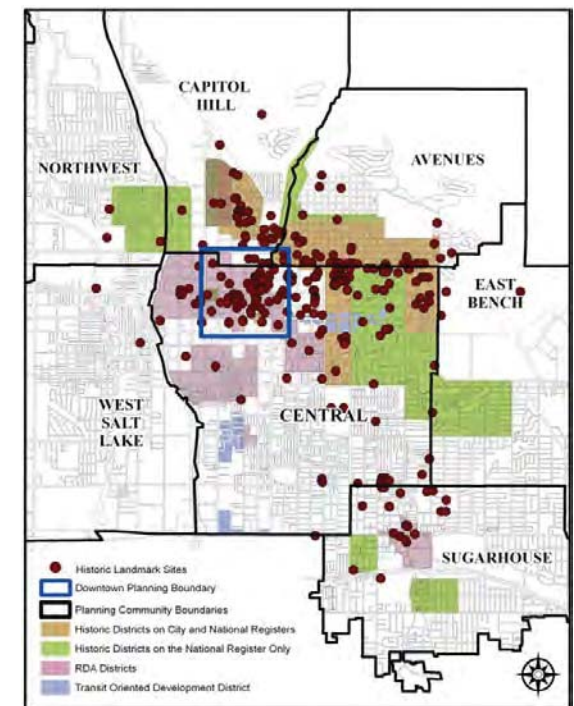 CAPITOL
HILL
NORTHWEST
AVENUES
EAST
BENCH
WEST
SALT
LAKE
CENTRAL
SUGARHOUSE
Historic Landmark Sites
Downtown Planning Boundary
Planning Community Boundaries
Historic Districts on City and National Registers
Historic Districts on the National Register Only
RDA Districts
Transit Oriented Development District